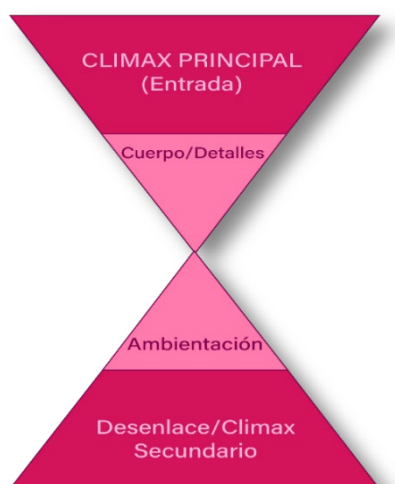 CLIMAX PRINCIPAL
(Entrada)
Cuerpo/Detalles
Ambientación
Desenlace/Climax
Secundario